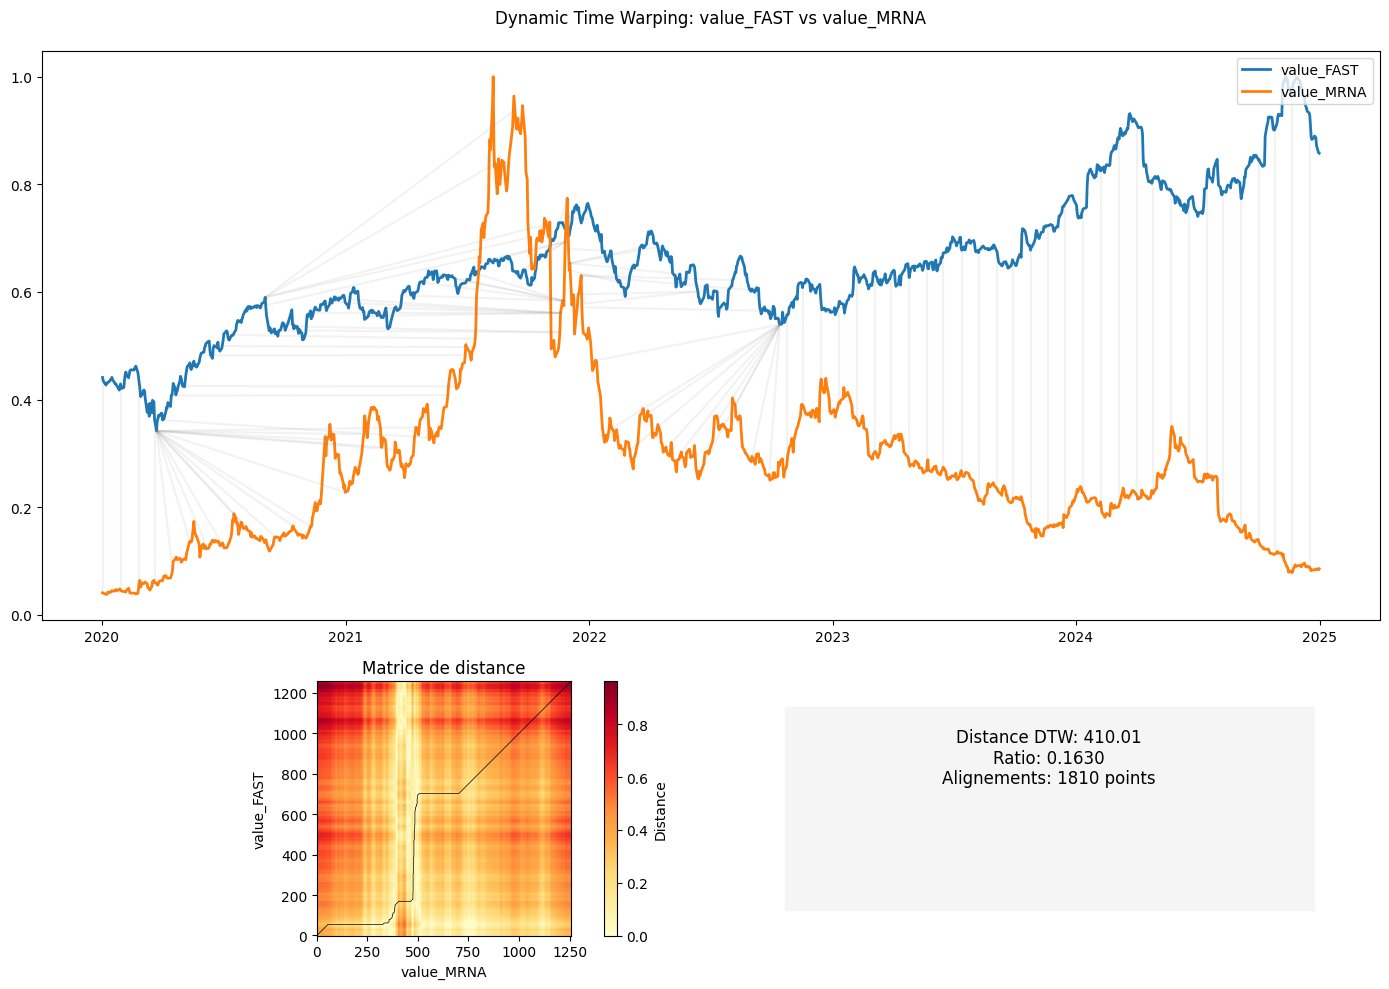 Dynamic Time Warping: value_FAST vs value_MRNA
value_FAST
value_MRNA
1.0
0.8
0.6
0.4
0.2
0.0
2020 2021 2022 2023 2024 2025
Matrice de distance
value_FAST
1200
1000
800
600
400
200
0
0 250 500 750 1000 1250
value_MRNA
0.8
0.6
0.4
0.2
0.0
Distance
Distance DTW: 410.01
Ratio: 0.1630
Alignements: 1810 points